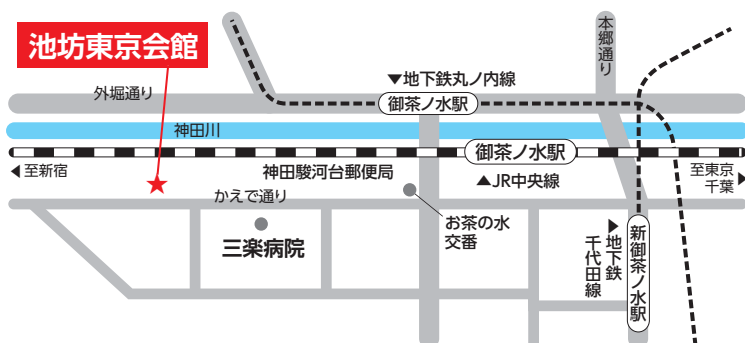 池坊東京会館
本郷通り
▼地下鉄丸ノ内線
外堀通り
御茶ノ水駅
神田川
御茶ノ水駅
◀至新宿
神田駿河台郵便局
▲JR中央線
至東京
千葉▶
かえで通り
お茶の水
交番
三楽病院
▼地下鉄
千代田線
新御茶ノ水駅